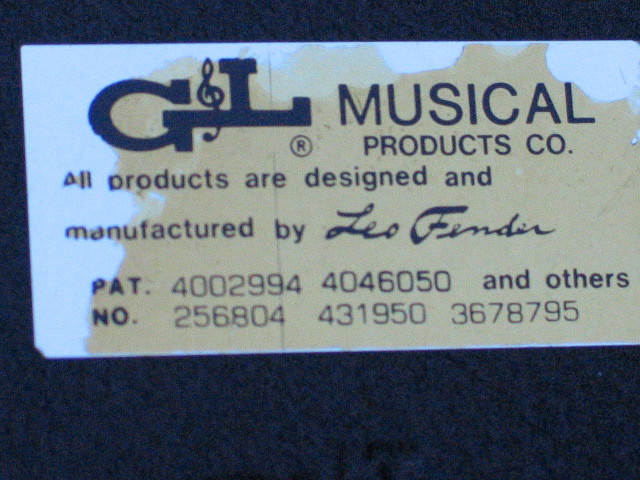 G&L MUSICAL
® PRODUCTS CO.
All products are designed and
manufactured by Leo Fender
PAT. 4002994 4046050 and others
NO. 256804 431950 3678795